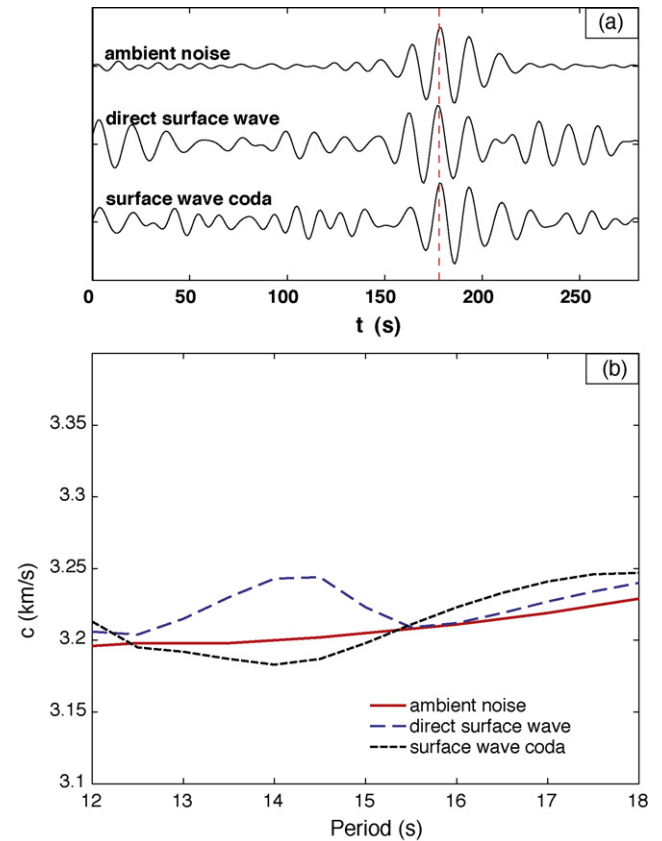 (a)
ambient noise
direct surface wave
surface wave coda
0 50 100 150 200 250
t (s)
(b)
3.35
3.3
3.25
3.2
3.15
3.1
c (km/s)
ambient noise
direct surface wave
surface wave coda
12 13 14 15 16 17 18
Period (s)